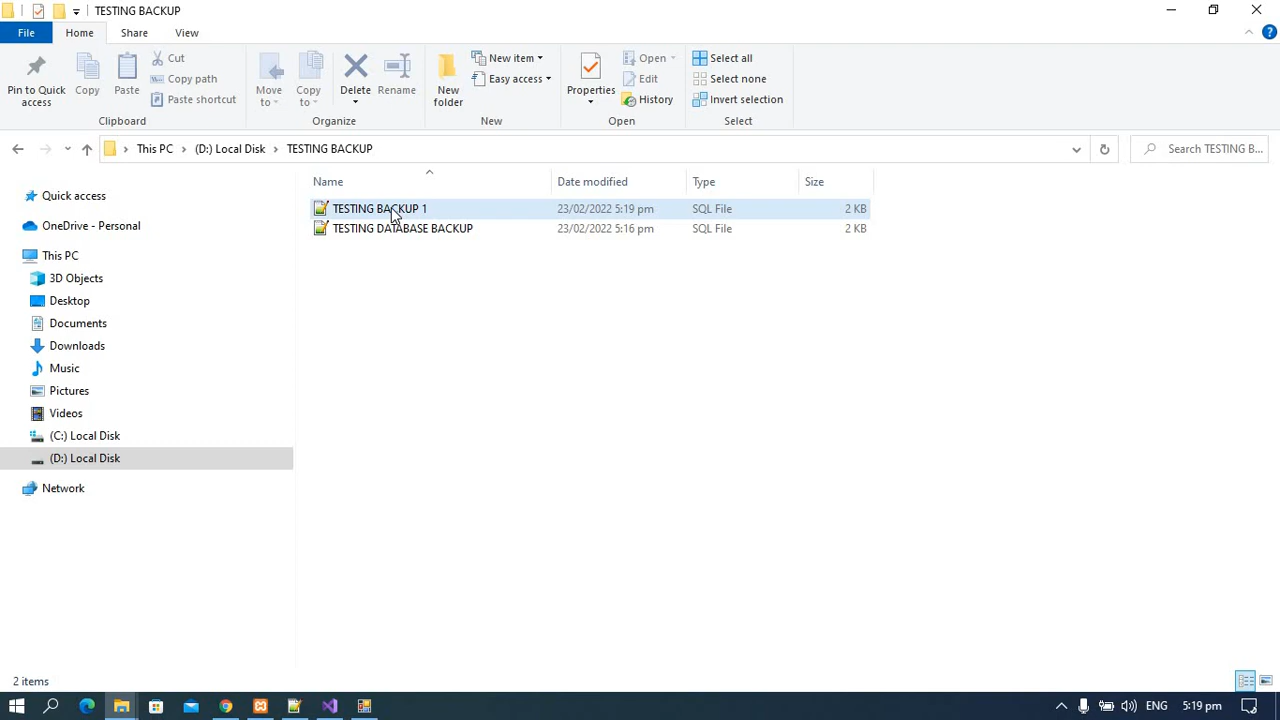 TESTING BACKUP
File Home Share View
Pin to Quick access
Copy
Paste
Cut
Copy path
Paste shortcut
Clipboard
Move to
Copy to
Delete
Rename
Organize
New folder
New item
Easy access
New
Properties
Open
Edit
History
Open
Select all
Select none
Invert selection
Select
This PC > (D:) Local Disk > TESTING BACKUP
Search TESTING B...
Name Date modified Type Size
TESTING BACKUP 1 23/02/2022 5:19 pm SQL File 2 KB
TESTING DATABASE BACKUP 23/02/2022 5:16 pm SQL File 2 KB
Quick access
OneDrive - Personal
This PC
3D Objects
Desktop
Documents
Downloads
Music
Pictures
Videos
(C:) Local Disk
(D:) Local Disk
Network
2 items
ENG 5:19 pm